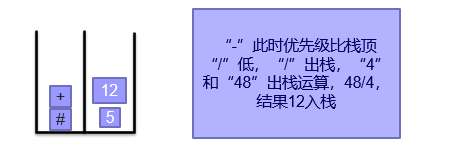 + 12
# 5
“-”此时优先级比栈顶
“/”低，“/”出栈，“4”
和“48”出栈运算，48/4，
结果12入栈